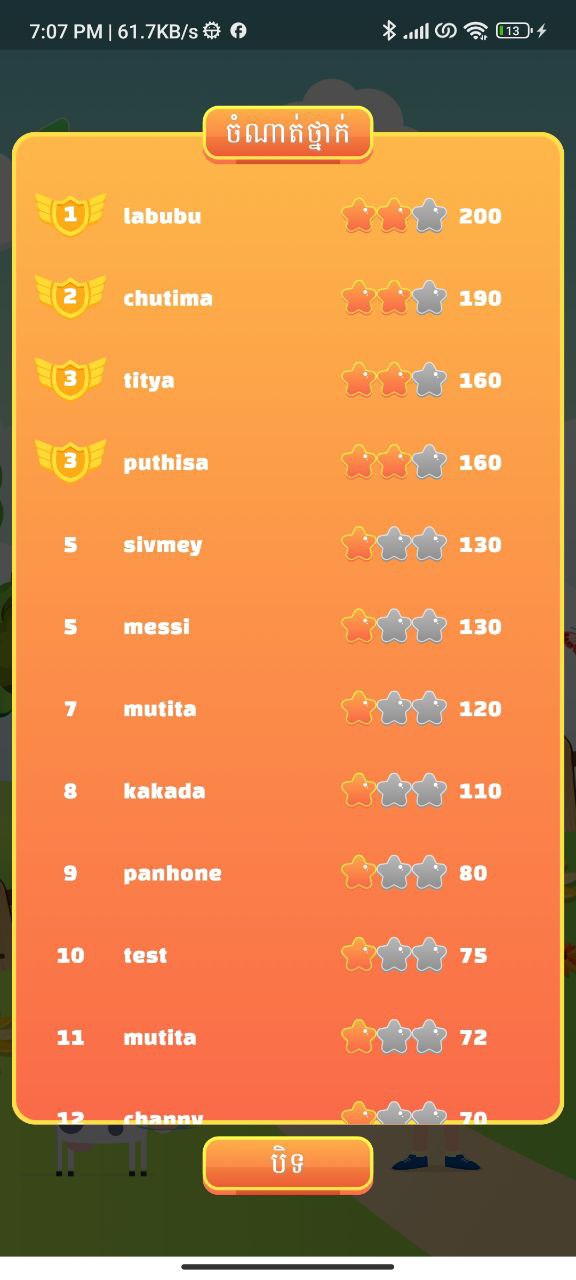 7:07 PM | 61.7KB/s 13
ចំណាត់ថ្នាក់
1 labubu 200
2 chutima 190
3 titya 160
3 puthisa 160
5 sivmey 130
5 messi 130
7 mutita 120
8 kakada 110
9 panhone 80
10 test 75
11 mutita 72
12 channy 70
បិទ